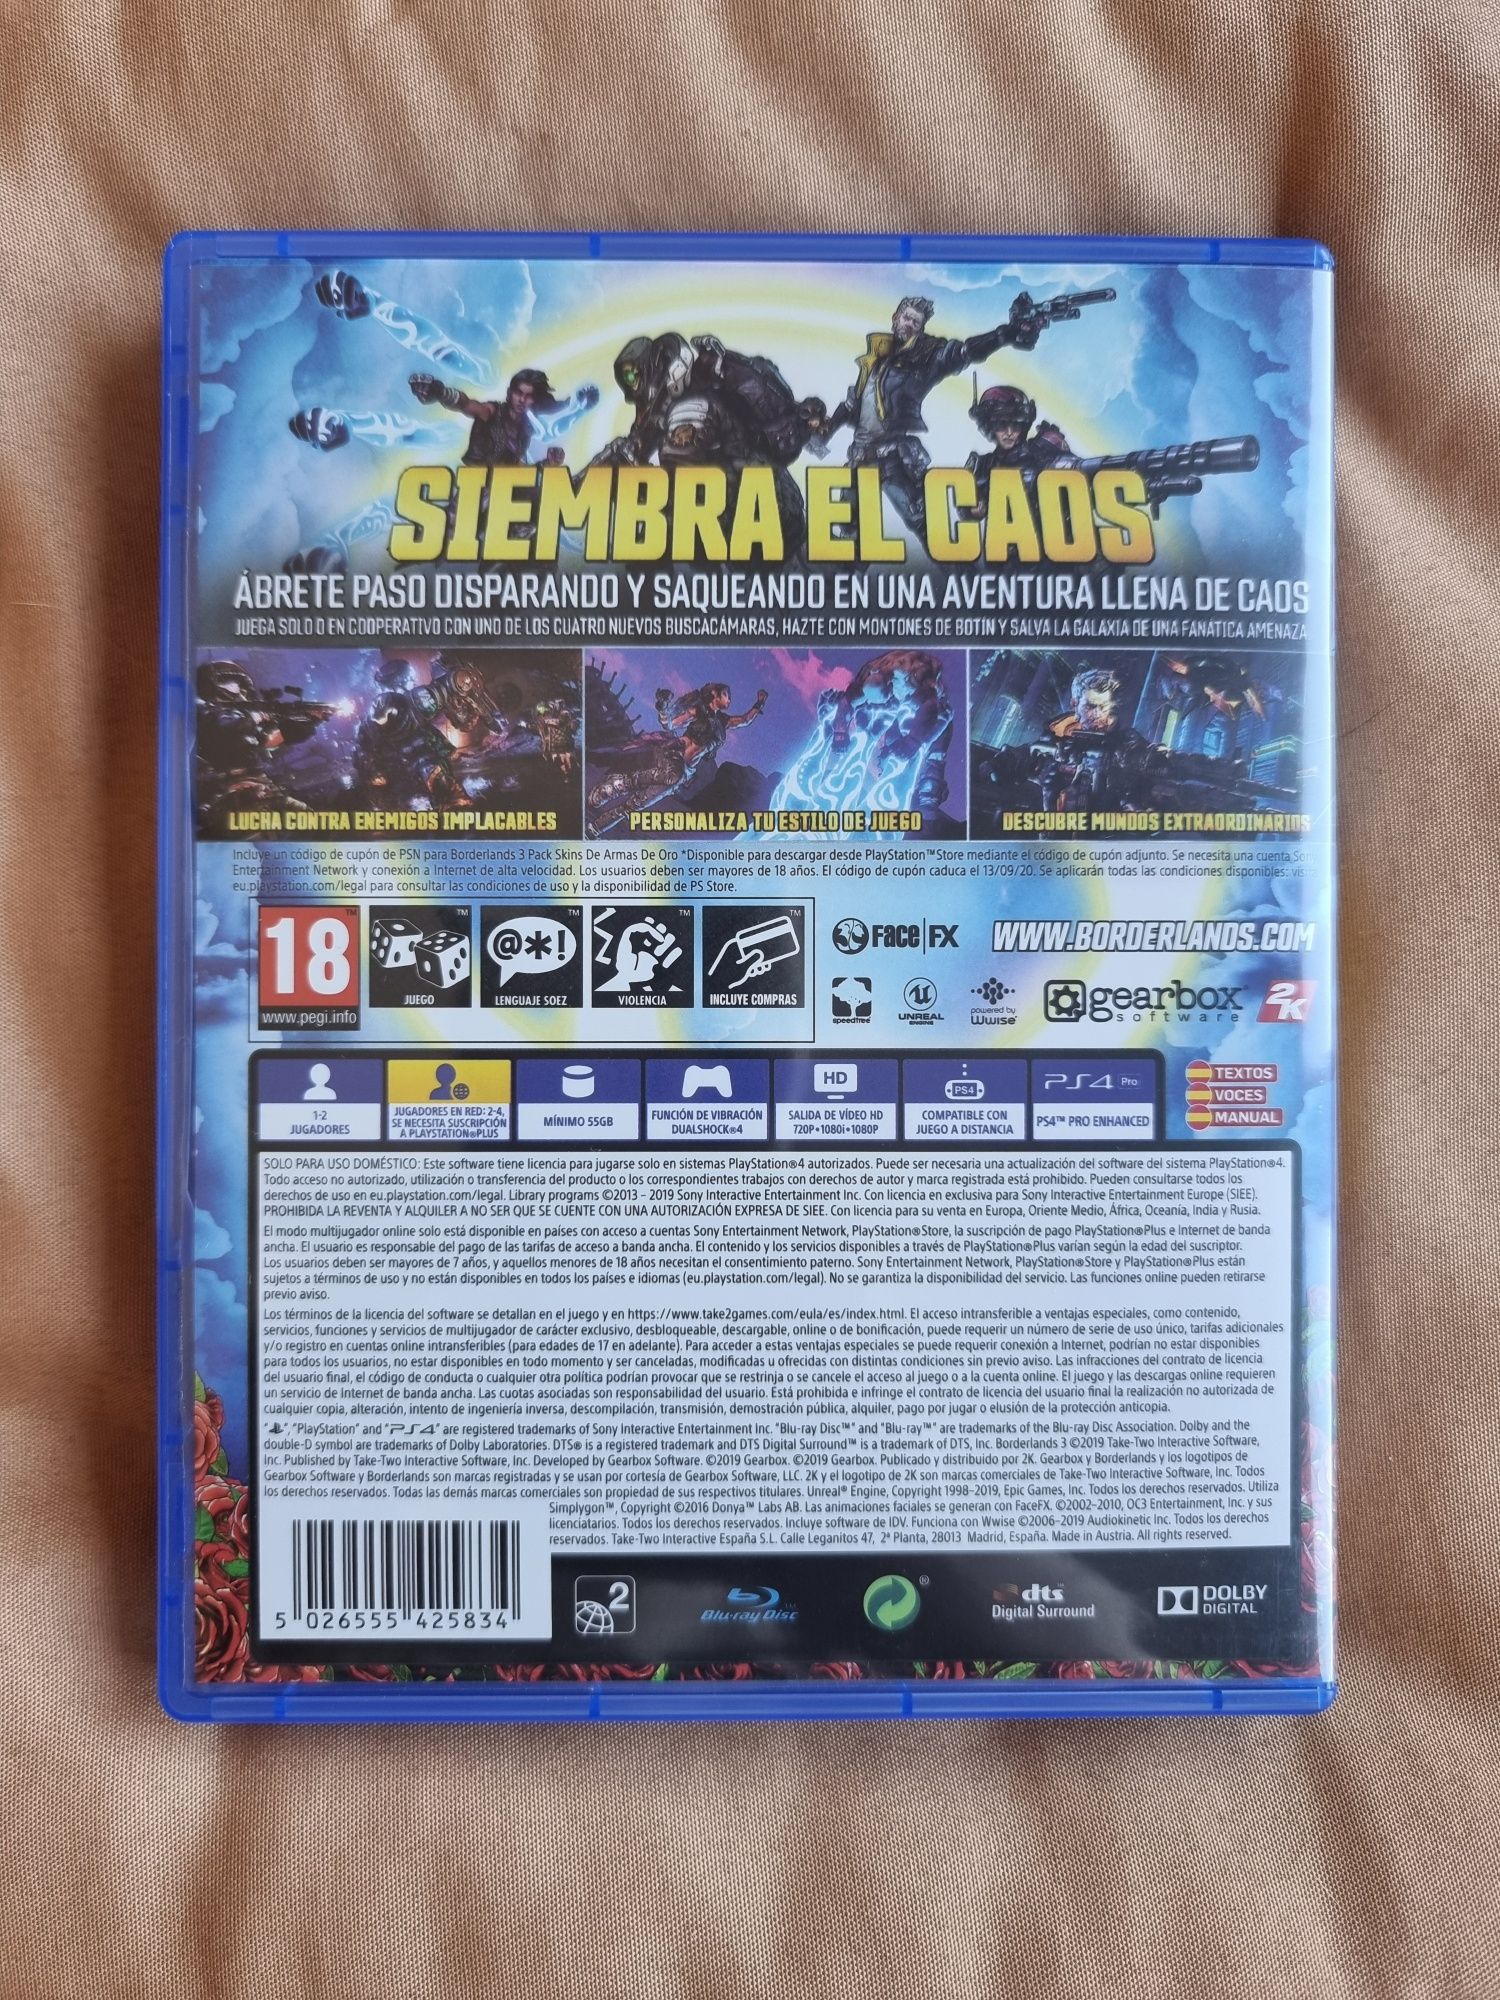 SIEMBRA EL CAOS
ÁBRETE PASO DISPARANDO Y SAQUEANDO EN UNA AVENTURA LLENA DE CAOS
JUEGA SOLO O EN COOPERATIVO CON UNO DE LOS CUATRO NUEVOS BUSCACÁMARAS, HAZTE CON MONTONES DE BOTÍN Y SALVA LA GALAXIA DE UNA FANÁTICA AMENAZA
LUCHA CONTRA ENEMIGOS IMPLACABLES
PERSONALIZA TU ESTILO DE JUEGO
DESCUBRE MUNDOS EXTRAORDINARIOS
Incluye un código de cupón de PSN para Borderlands 3 Pack Skins De Armas De Oro *Disponible para descargar desde PlayStation™Store mediante el código de cupón adjunto. Se necesita una cuenta Sony
Entertainment Network y conexión a Internet de alta velocidad. Los usuarios deben ser mayores de 18 años. El código de cupón caduca el 13/09/20. Se aplicarán todas las condiciones disponibles:
eu.playstation.com/legal para consultar las condiciones de uso y la disponibilidad de PS Store.
18
www.pegi.info
JUEGO
LENGUAJE SOEZ
VIOLENCIA
INCLUYE COMPRAS
FACE|FX
WWW.BORDERLANDS.COM
speedtree
UNREAL ENGINE
powered by Wwise
gearbox software
2K
1-2
JUGADORES
JUGADORES EN RED: 2-4,
SE NECESITA SUSCRIPCIÓN
A PLAYSTATION®PLUS
MÍNIMO 55GB
FUNCIÓN DE VIBRACIÓN
DUALSHOCK®4
HD
SALIDA DE VÍDEO HD
720P•1080i•1080P
PS4
COMPATIBLE CON
JUEGO A DISTANCIA
PS4 Pro
PS4™ PRO ENHANCED
TEXTOS
VOCES
MANUAL
SOLO PARA USO DOMÉSTICO: Este software tiene licencia para jugarse solo en sistemas PlayStation®4 autorizados. Puede ser necesaria una actualización del software del sistema PlayStation®4.
Todo acceso no autorizado, utilización o transferencia del producto o los correspondientes trabajos con derechos de autor y marca registrada está prohibido. Pueden consultarse todos los
derechos de uso en eu.playstation.com/legal. Library programs ©2013 – 2019 Sony Interactive Entertainment Inc. Con licencia en exclusiva para Sony Interactive Entertainment Europe (SIEE).
PROHIBIDA LA REVENTA Y ALQUILER A NO SER QUE SE CUENTE CON UNA AUTORIZACIÓN EXPRESA DE SIEE. Con licencia para su venta en Europa, Oriente Medio, África, Oceanía, India y Rusia.
El modo multijugador online solo está disponible en países con acceso a cuentas Sony Entertainment Network, PlayStation®Store, la suscripción de pago PlayStation®Plus e Internet de banda
ancha. El usuario es responsable del pago de las tarifas de acceso a banda ancha. El contenido y los servicios disponibles a través de PlayStation®Plus varían según la edad del suscriptor.
Los usuarios deben ser mayores de 7 años, y aquellos menores de 18 años necesitan el consentimiento paterno. Sony Entertainment Network, PlayStation®Store y PlayStation®Plus están
sujetos a términos de uso y no están disponibles en todos los países e idiomas (eu.playstation.com/legal). No se garantiza la disponibilidad del servicio. Las funciones online pueden retirarse
previo aviso.
Los términos de la licencia del software se detallan en el juego y en https://www.take2games.com/eula/es/index.html. El acceso intransferible a ventajas especiales, como contenido,
servicios, funciones y servicios de multijugador de carácter exclusivo, desbloqueable, descargable, online o de bonificación, puede requerir un número de serie de uso único, tarifas adicionales
y/o registro en cuentas online intransferibles (para edades de 17 en adelante). Para acceder a estas ventajas especiales se puede requerir conexión a Internet, podrían no estar disponibles
para todos los usuarios, no estar disponibles en todo momento y ser canceladas, modificadas u ofrecidas con distintas condiciones sin previo aviso. Las infracciones del contrato de licencia
del usuario final, el código de conducta o cualquier otra política podrían provocar que se restrinja o se cancele el acceso al juego o a la cuenta online. El juego y las descargas online requieren
un servicio de Internet de banda ancha. Las cuotas asociadas son responsabilidad del usuario. Está prohibida e infringe el contrato de licencia del usuario final la realización no autorizada de
cualquier copia, alteración, intento de ingeniería inversa, descompilación, transmisión, demostración pública, alquiler, pago por jugar o elusión de la protección anticopia.
"", "PlayStation" and "PS4" are registered trademarks of Sony Interactive Entertainment Inc. "Blu-ray Disc™" and "Blu-ray™" are trademarks of the Blu-ray Disc Association. Dolby and the
double-D symbol are trademarks of Dolby Laboratories. DTS® is a registered trademark and DTS Digital Surround™ is a trademark of DTS, Inc. Borderlands 3 ©2019 Take-Two Interactive Software,
Inc. Published by Take-Two Interactive Software, Inc. Developed by Gearbox Software. ©2019 Gearbox. ©2019 Gearbox. Publicado y distribuido por 2K. Gearbox y Borderlands y los logotipos de
Gearbox Software y Borderlands son marcas registradas y se usan por cortesía de Gearbox Software, LLC. 2K y el logotipo de 2K son marcas comerciales de Take-Two Interactive Software, Inc. Todos
los derechos reservados. Todas las demás marcas comerciales son propiedad de sus respectivos titulares. Unreal® Engine, Copyright 1998-2019, Epic Games, Inc. Todos los derechos reservados. Utiliza
Simplygon™, Copyright ©2016 Donya™ Labs AB. Las animaciones faciales se generan con FaceFX. ©2002-2010, OC3 Entertainment, Inc. y sus
licenciatarios. Todos los derechos reservados. Incluye software de IDV. Funciona con Wwise ©2006-2019 Audiokinetic Inc. Todos los derechos
reservados. Take-Two Interactive España S.L. Calle Leganitos 47, 2ª Planta, 28013 Madrid, España. Made in Austria. All rights reserved.
5 026555 425834
2
Blu-ray Disc
dts
Digital Surround
DOLBY
DIGITAL